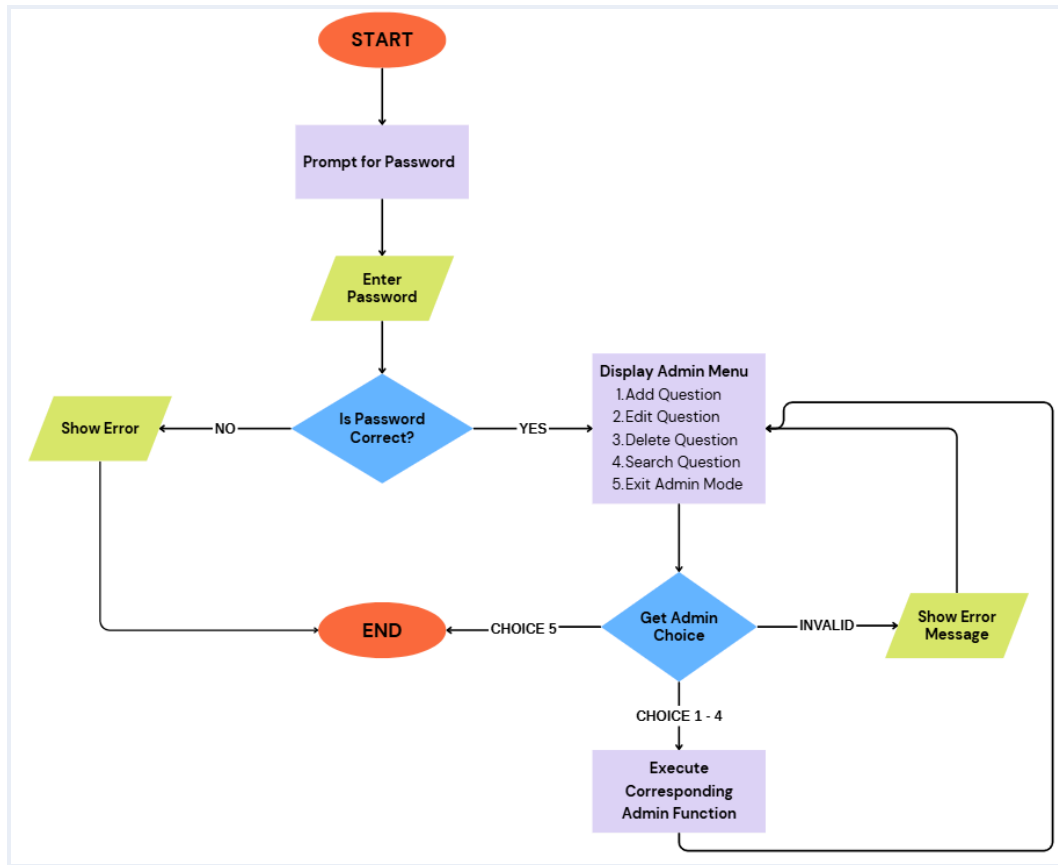 START
Prompt for Password
Enter
Password
Is Password
Correct?
NO
Show Error
YES
Display Admin Menu
1.Add Question
2.Edit Question
3.Delete Question
4.Search Question
5.Exit Admin Mode
Get Admin
Choice
CHOICE 5
END
INVALID
Show Error
Message
CHOICE 1 - 4
Execute
Corresponding
Admin Function